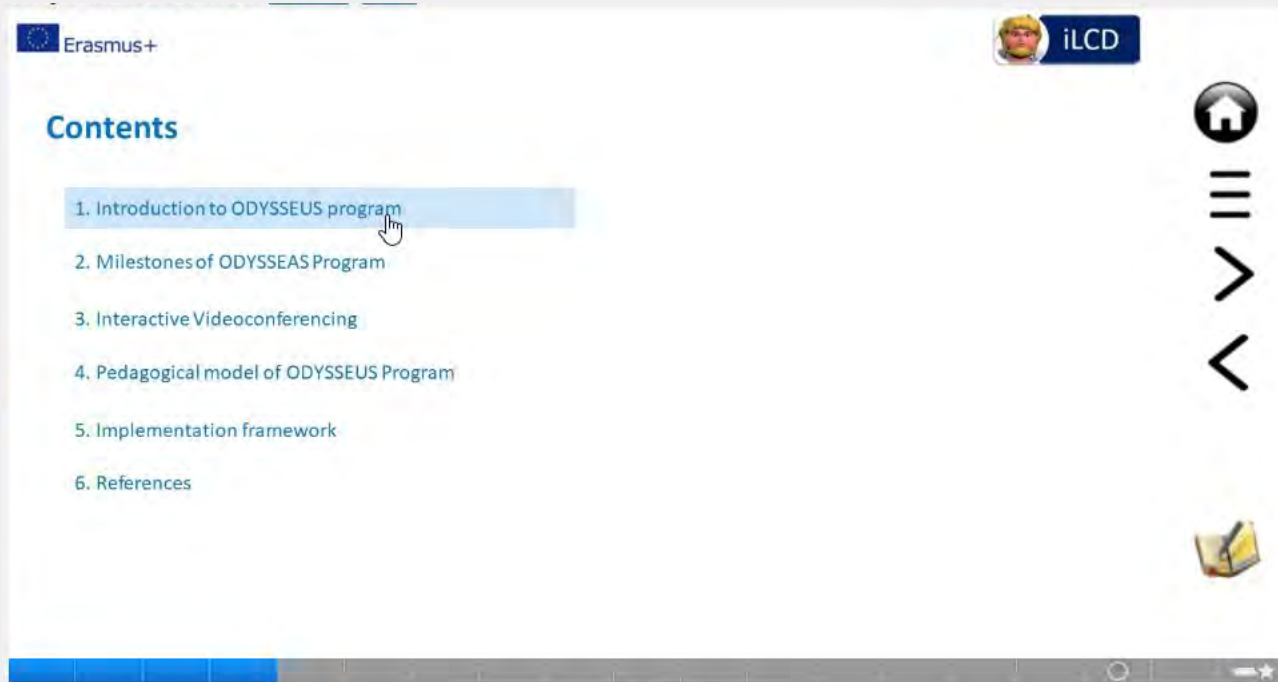 Erasmus+
iLCD
Contents
1. Introduction to ODYSSEUS program
2. Milestones of ODYSSEAS Program
3. Interactive Videoconferencing
4. Pedagogical model of ODYSSEUS Program
5. Implementation framework
6. References